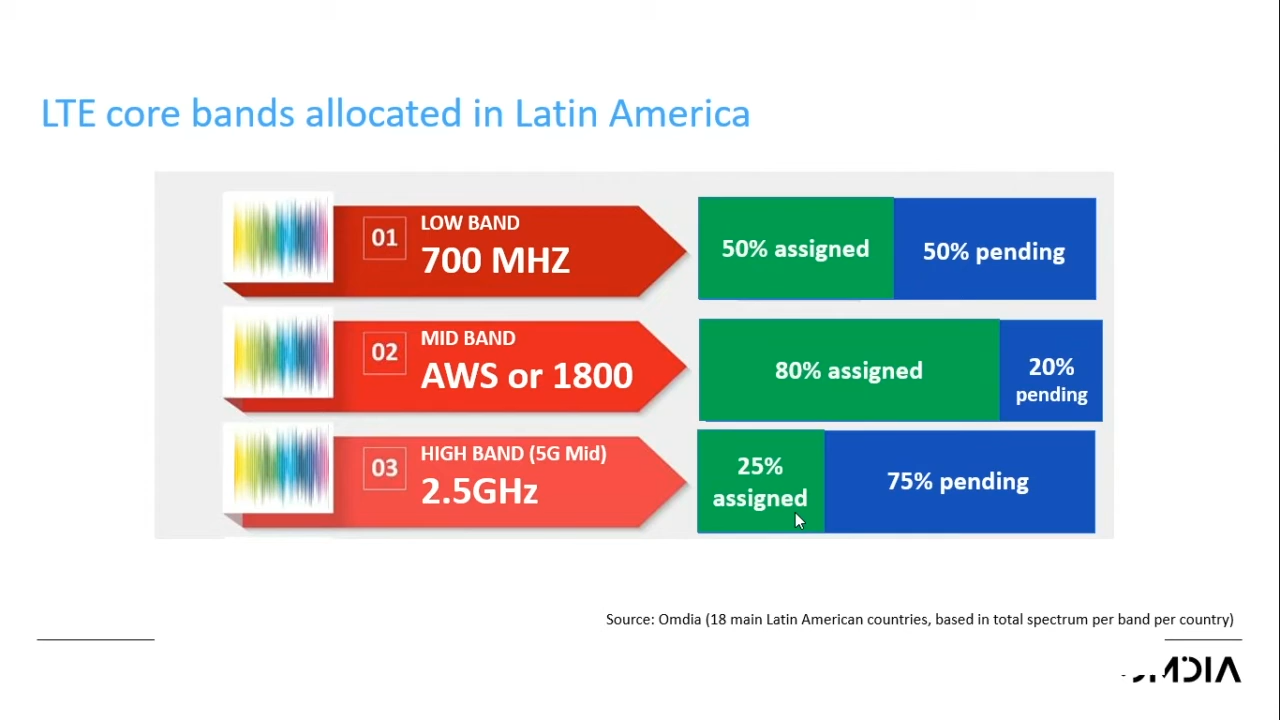 LTE core bands allocated in Latin America
01
LOW BAND
700 MHZ
50% assigned
50% pending
02
MID BAND
AWS or 1800
80% assigned
20%
pending
03
HIGH BAND (5G Mid)
2.5GHz
25%
assigned
75% pending
Source: Omdia (18 main Latin American countries, based in total spectrum per band per country)
OMDIA